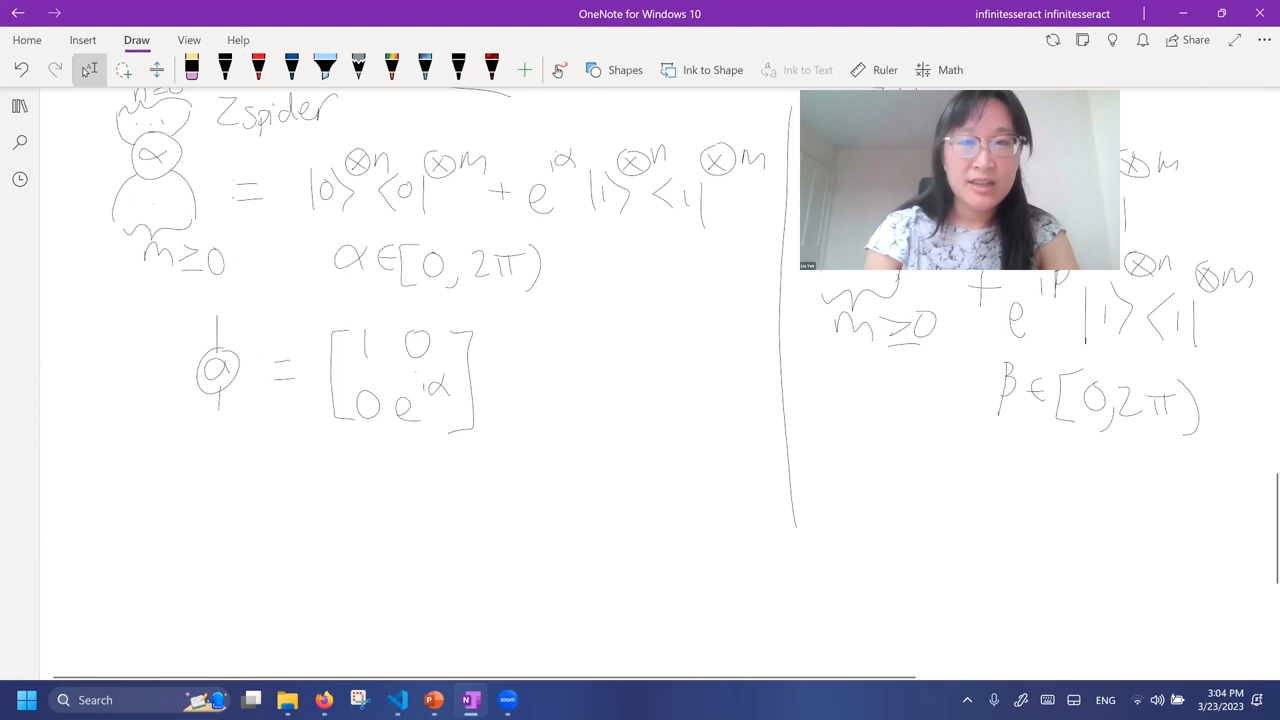 OneNote for Windows 10
infinitesseract infinitesseract
Home Insert Draw View Help
Share
Shapes Ink to Shape Ink to Text Ruler Math
n≥0
...
Z spider
α
= |0>⊗n <0|⊗m + e^iα |1>⊗n <1|⊗m
m≥0
α∈[0, 2π)
α = [1 0
0 e^iα]
⊗m
+ e^iβ |1>⊗n <1|⊗m
m≥0
β∈[0,2π)
Search
ENG
3:04 PM
3/23/2023